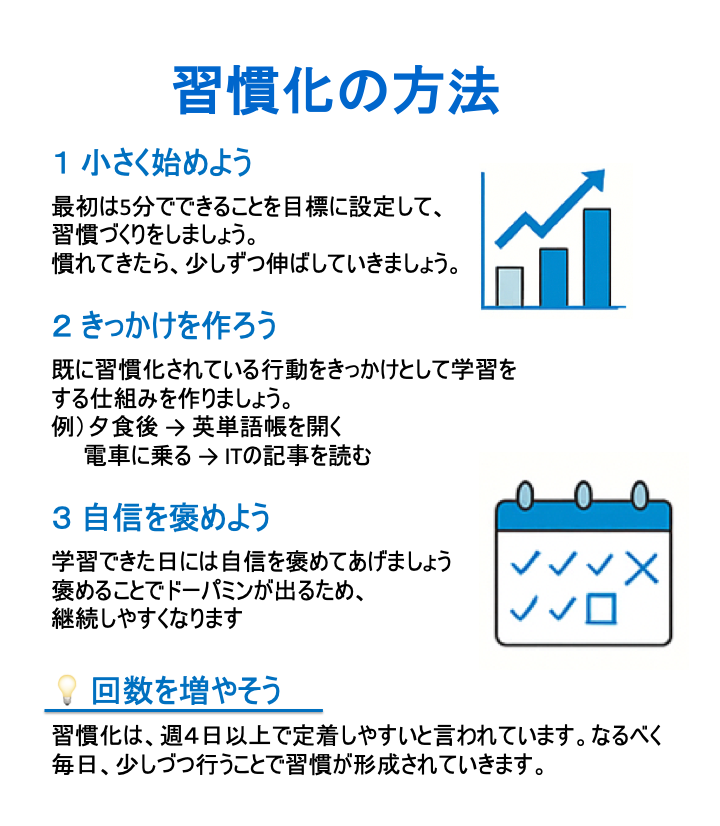 習慣化の方法
1 小さく始めよう
最初は5分でできることを目標に設定して、
習慣づくりをしましょう。
慣れてきたら、少しずつ伸ばしていきましょう。
2 きっかけを作ろう
既に習慣化されている行動をきっかけとして学習を
する仕組みを作りましょう。
例）夕食後 → 英単語帳を開く
電車に乗る → ITの記事を読む
3 自信を褒めよう
学習できた日には自信を褒めてあげましょう
褒めることでドーパミンが出るため、
継続しやすくなります
回数を増やそう
習慣化は、週４日以上で定着しやすいと言われています。なるべく
毎日、少しづつ行うことで習慣が形成されていきます。